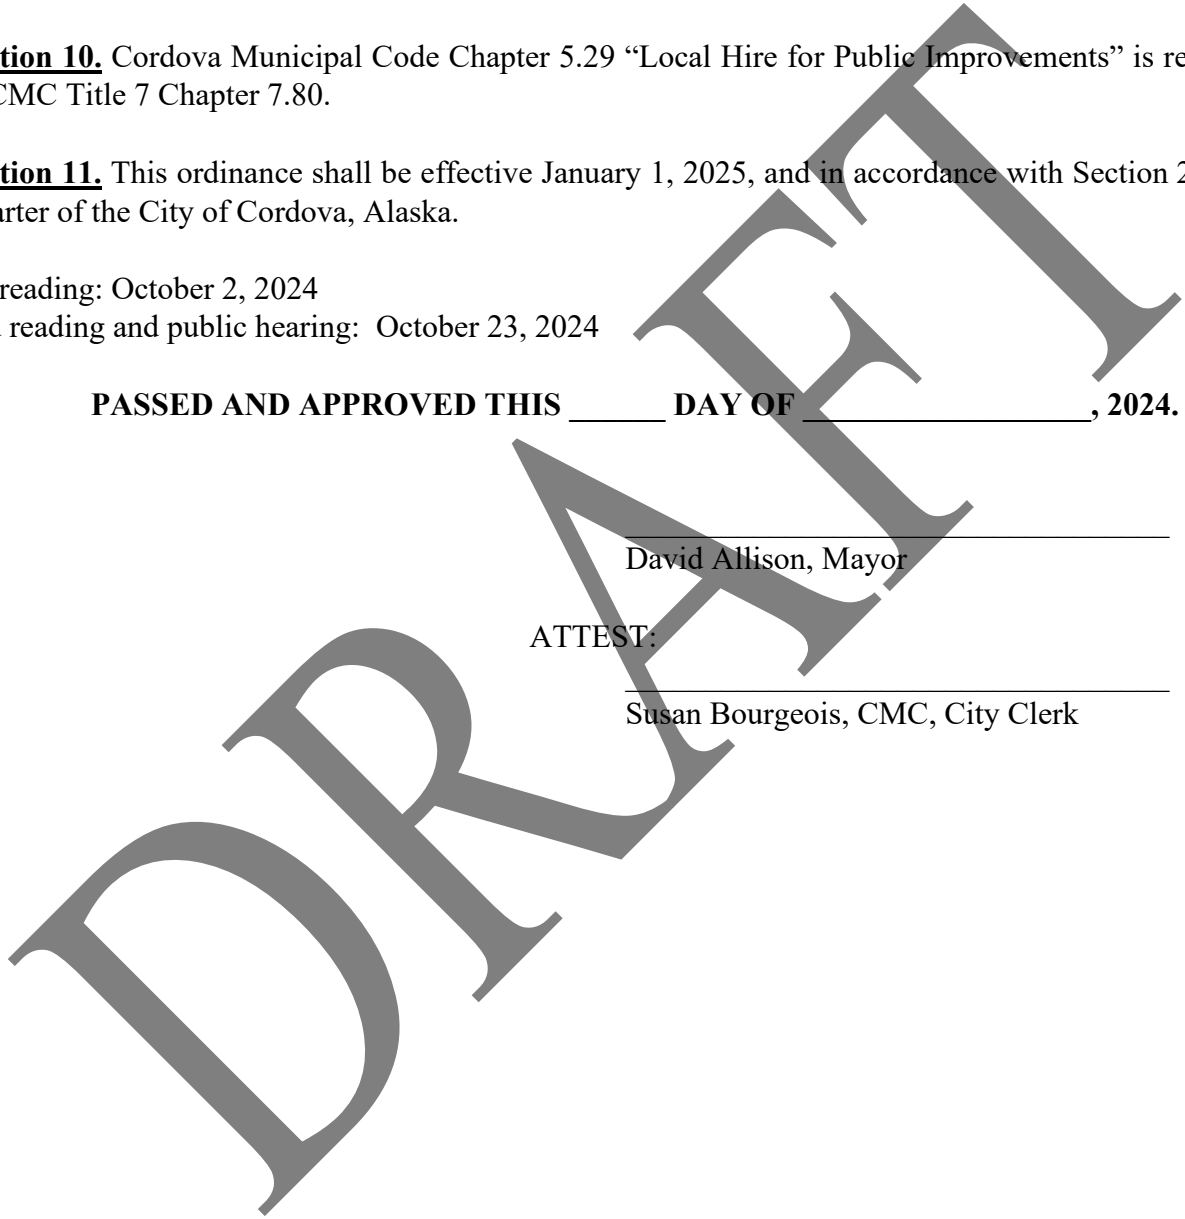 tion 10. Cordova Municipal Code Chapter 5.29 “Local Hire for Public Improvements” is re
CMC Title 7 Chapter 7.80.
tion 11. This ordinance shall be effective January 1, 2025, and in accordance with Section 2
arter of the City of Cordova, Alaska.
reading: October 2, 2024
reading and public hearing: October 23, 2024
PASSED AND APPROVED THIS ______ DAY OF __________________, 2024.
__________________________________
David Allison, Mayor
ATTEST:
__________________________________
Susan Bourgeois, CMC, City Clerk
DRAFT